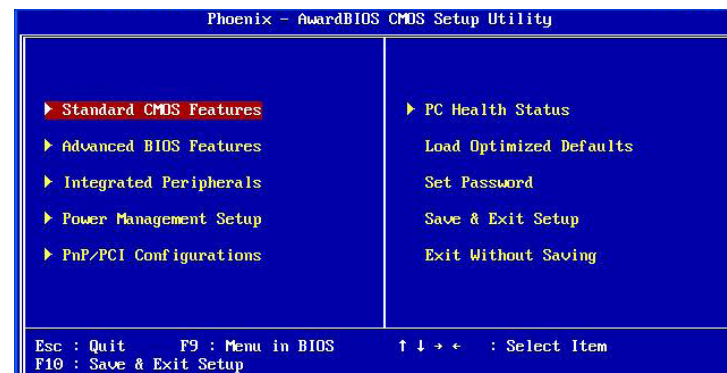 Phoenix - AwardBIOS CMOS Setup Utility
▶ Standard CMOS Features
▶ Advanced BIOS Features
▶ Integrated Peripherals
▶ Power Management Setup
▶ PnP/PCI Configurations
▶ PC Health Status
Load Optimized Defaults
Set Password
Save & Exit Setup
Exit Without Saving
Esc : Quit F9 : Menu in BIOS ↑ ↓ → ← : Select Item
F10 : Save & Exit Setup